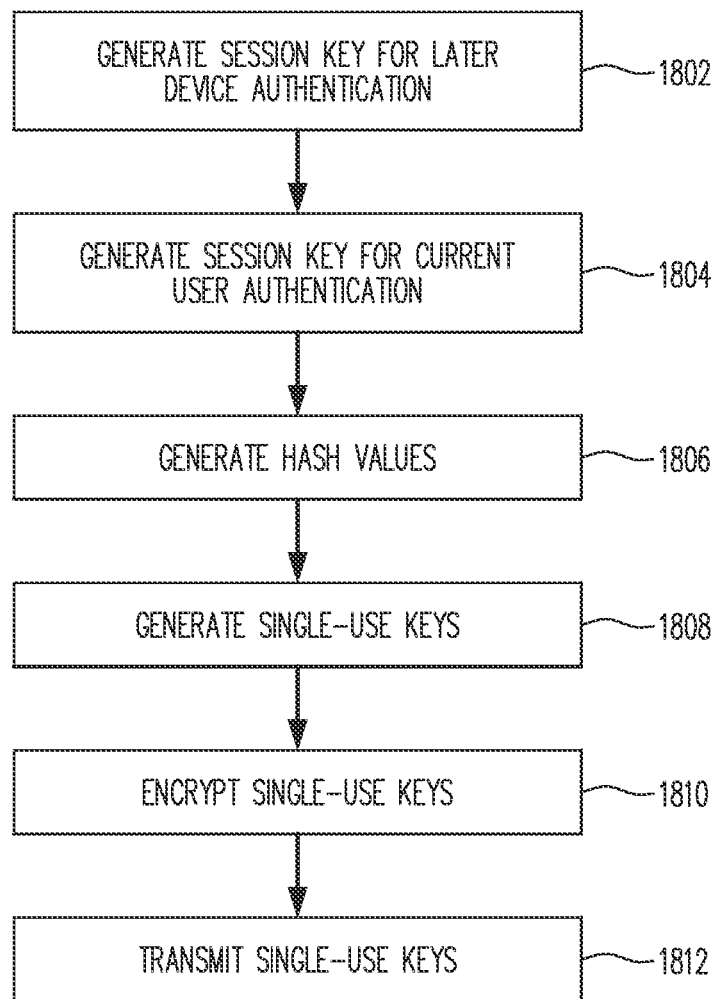 GENERATE SESSION KEY FOR LATER
DEVICE AUTHENTICATION
1802
GENERATE SESSION KEY FOR CURRENT
USER AUTHENTICATION
1804
GENERATE HASH VALUES
1806
GENERATE SINGLE-USE KEYS
1808
ENCRYPT SINGLE-USE KEYS
1810
TRANSMIT SINGLE-USE KEYS
1812